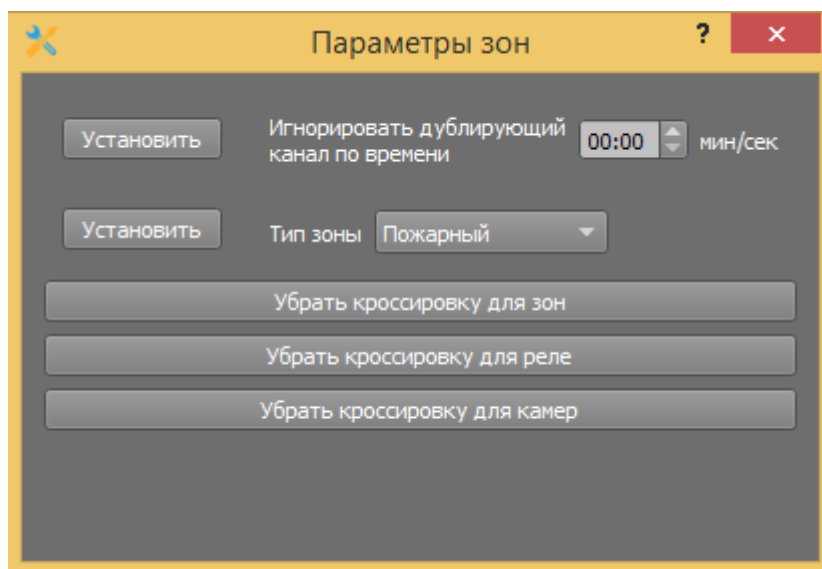 Параметры зон ? ×
Установить Игнорировать дублирующий канал по времени 00:00 мин/сек
Установить Тип зоны Пожарный
Убрать кроссировку для зон
Убрать кроссировку для реле
Убрать кроссировку для камер